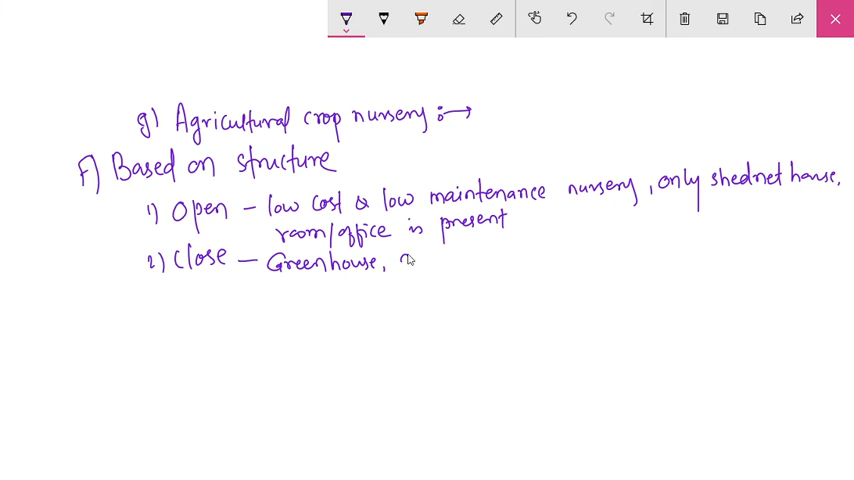 g) Agricultural crop nursery :→
F) Based on structure
1) Open - low cost & low maintenance nursery, only shednet house,
room/office is present
2) Close - Greenhouse,